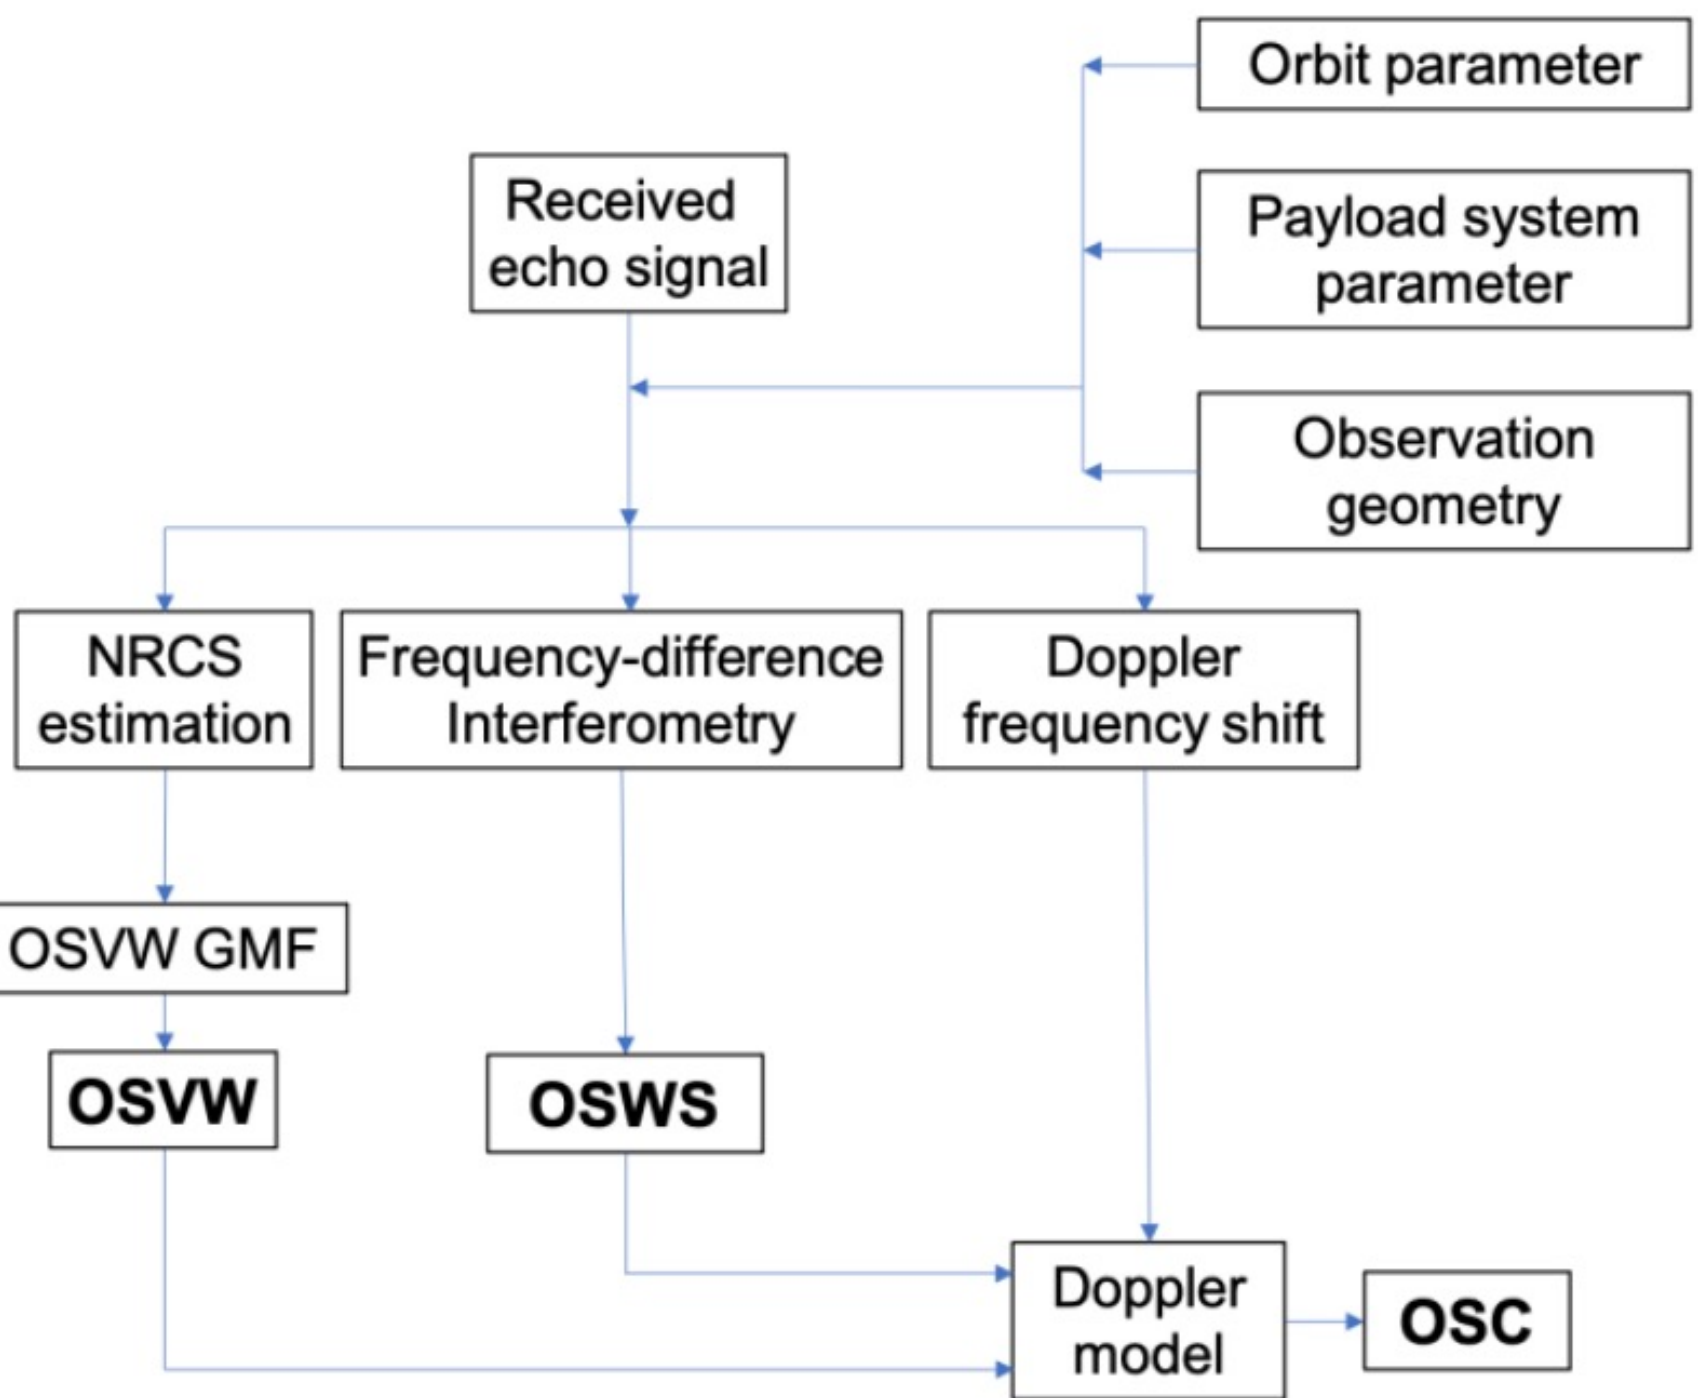 Orbit parameter
Received
echo signal
Payload system
parameter
Observation
geometry
NRCS
estimation
Frequency-difference
Interferometry
Doppler
frequency shift
OSVW GMF
OSVW
OSWS
Doppler
model
OSC